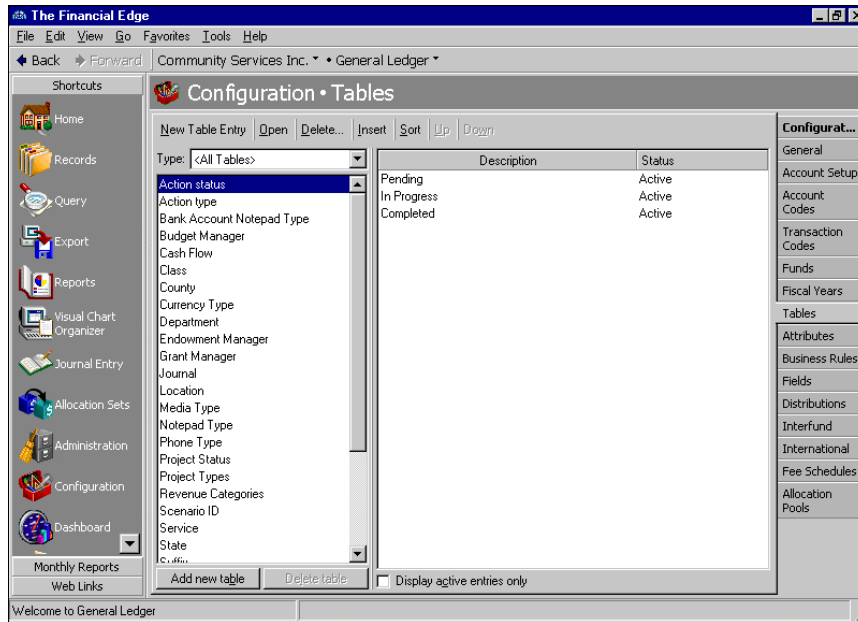 The Financial Edge
File Edit View Go Favorites Tools Help
Back Forward Community Services Inc. • General Ledger
Shortcuts
Home
Records
Query
Export
Reports
Visual Chart
Organizer
Journal Entry
Allocation Sets
Administration
Configuration
Dashboard
Monthly Reports
Web Links
Configuration • Tables
New Table Entry Open Delete... Insert Sort Up Down
Type: <All Tables>
Action status
Action type
Bank Account Notepad Type
Budget Manager
Cash Flow
Class
County
Currency Type
Department
Endowment Manager
Grant Manager
Journal
Location
Media Type
Notepad Type
Phone Type
Project Status
Project Types
Revenue Categories
Scenario ID
Service
State
Add new table Delete table
Description Status
Pending Active
In Progress Active
Completed Active
Display active entries only
Configurat...
General
Account Setup
Account
Codes
Transaction
Codes
Funds
Fiscal Years
Tables
Attributes
Business Rules
Fields
Distributions
Interfund
International
Fee Schedules
Allocation
Pools
Welcome to General Ledger